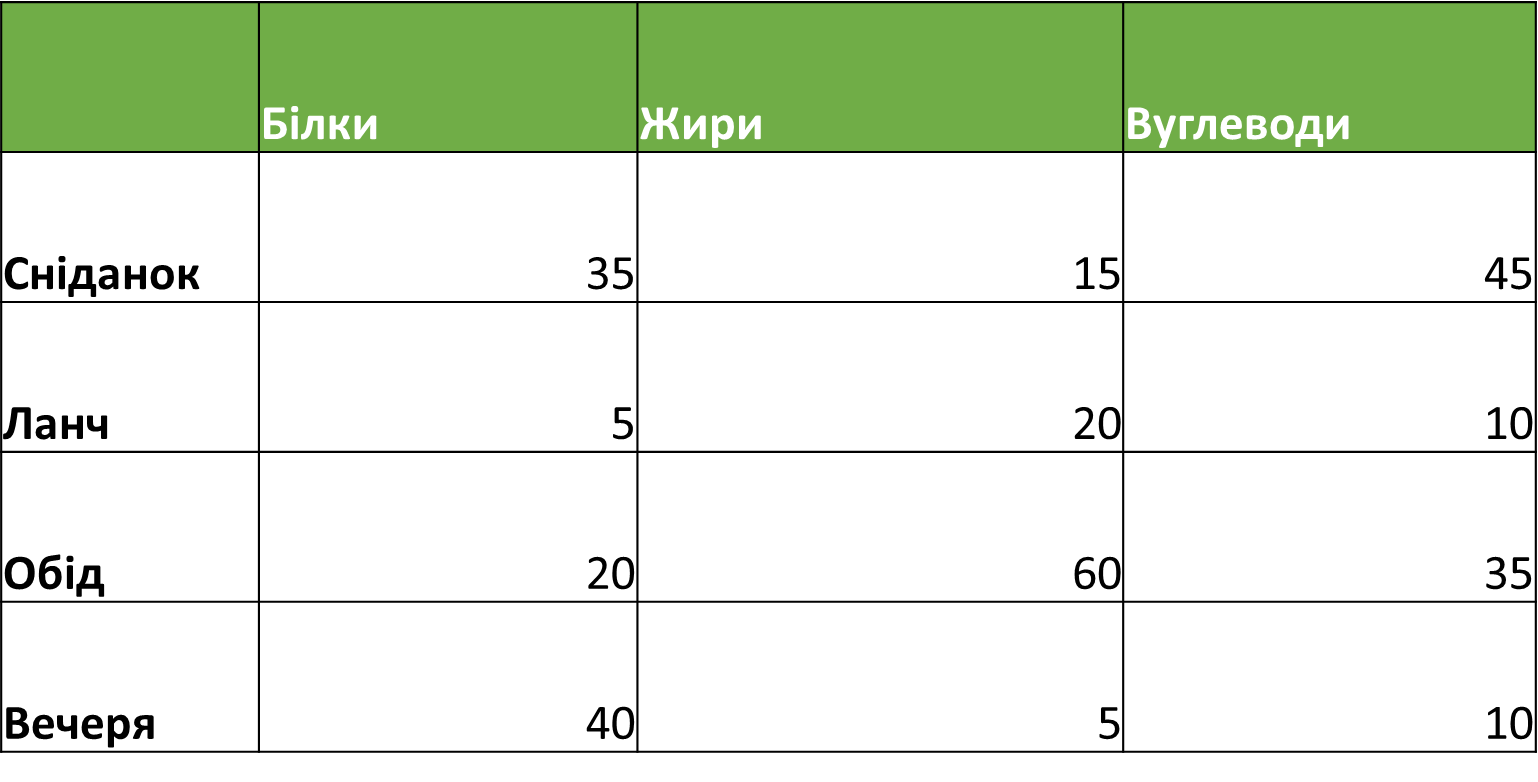 Білки Жири Вуглеводи
Сніданок 35 15 45
Ланч 5 20 10
Обід 20 60 35
Вечеря 40 5 10